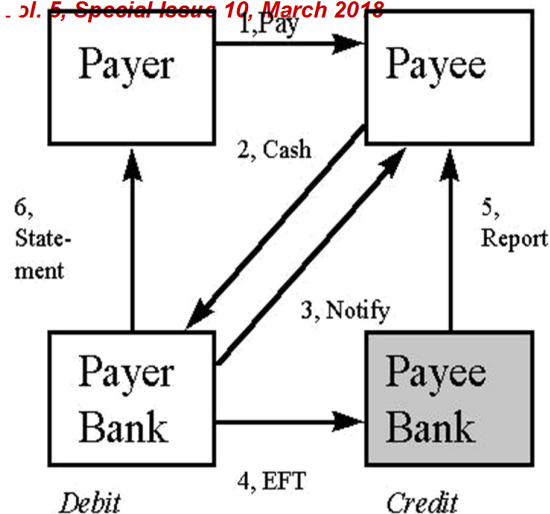 ol. 5, Special Issue 10, March 2018
1,Pay
Payer
Payee
2, Cash
6,
State-
ment
5,
Report
3, Notify
Payer
Bank
Payee
Bank
4, EFT
Debit
Credit